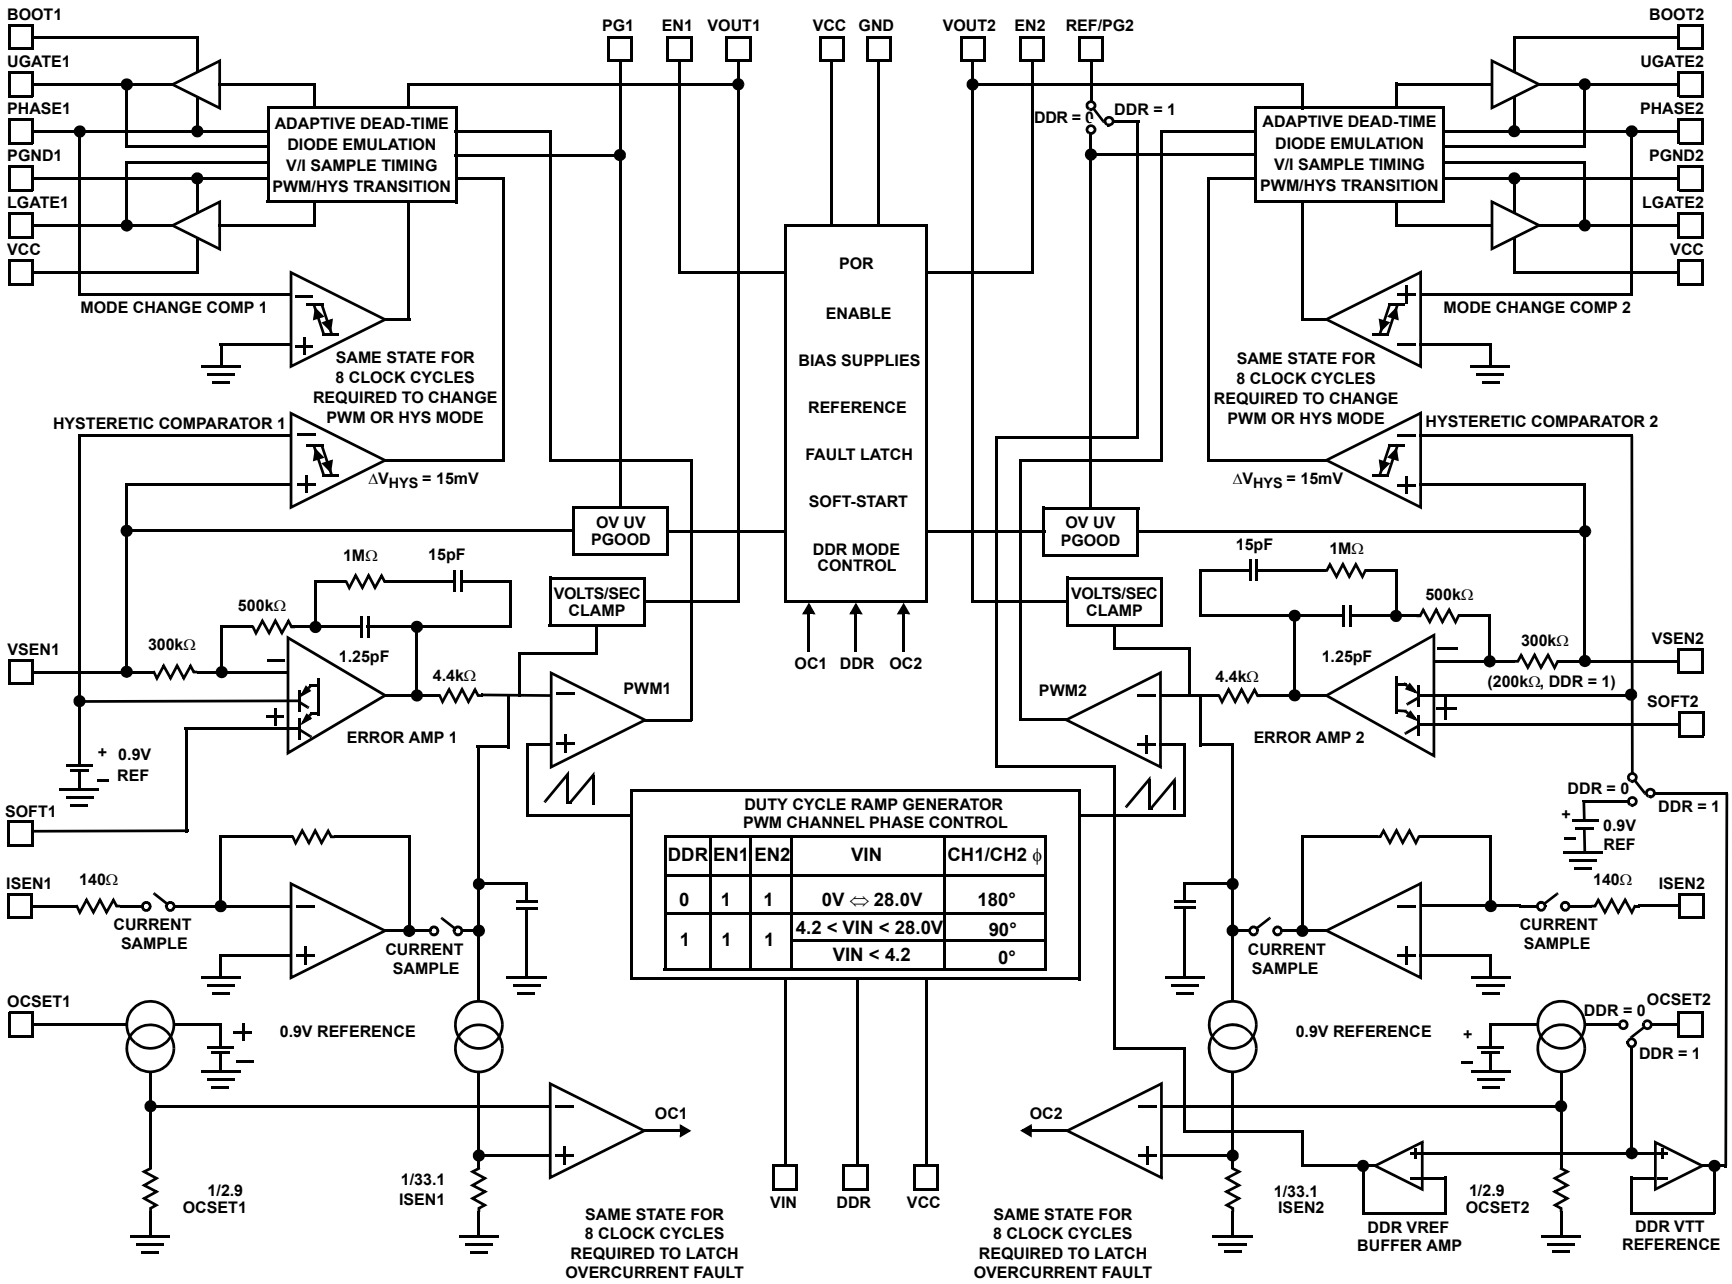 BOOT1
UGATE1
PHASE1
PGND1
LGATE1
VCC
PG1 EN1 VOUT1
VCC GND
VOUT2 EN2 REF/PG2
BOOT2
UGATE2
PHASE2
PGND2
LGATE2
VCC
ADAPTIVE DEAD-TIME
DIODE EMULATION
V/I SAMPLE TIMING
PWM/HYS TRANSITION
DDR = 0
DDR = 1
ADAPTIVE DEAD-TIME
DIODE EMULATION
V/I SAMPLE TIMING
PWM/HYS TRANSITION
MODE CHANGE COMP 1
−
+
SAME STATE FOR
8 CLOCK CYCLES
REQUIRED TO CHANGE
PWM OR HYS MODE
POR
ENABLE
BIAS SUPPLIES
REFERENCE
FAULT LATCH
SOFT-START
DDR MODE
CONTROL
MODE CHANGE COMP 2
+
−
SAME STATE FOR
8 CLOCK CYCLES
REQUIRED TO CHANGE
PWM OR HYS MODE
HYSTERETIC COMPARATOR 1
−
+
ΔVHYS = 15mV
HYSTERETIC COMPARATOR 2
−
+
ΔVHYS = 15mV
OV UV
PGOOD
OV UV
PGOOD
1MΩ 15pF
500kΩ
300kΩ
1.25pF
VSEN1
−
+
4.4kΩ
ERROR AMP 1
VOLTS/SEC
CLAMP
−
+
PWM1
OC1 DDR OC2
VOLTS/SEC
CLAMP
PWM2
−
+
15pF 1MΩ
500kΩ
300kΩ
1.25pF
4.4kΩ
(200kΩ, DDR = 1)
−
+
ERROR AMP 2
VSEN2
SOFT2
+ 0.9V
− REF
SOFT1
DDR = 0
DDR = 1
+
− 0.9V
REF
DUTY CYCLE RAMP GENERATOR
PWM CHANNEL PHASE CONTROL
DDR EN1 EN2 VIN CH1/CH2 ϕ
0 1 1 0V ⇔ 28.0V 180°
1 1 1 4.2 < VIN < 28.0V 90°
VIN < 4.2 0°
ISEN1
140Ω
CURRENT
SAMPLE
−
+
CURRENT
SAMPLE
CURRENT
SAMPLE
−
+
140Ω
CURRENT
SAMPLE
ISEN2
OCSET1
+
−
0.9V REFERENCE
0.9V REFERENCE
+
−
DDR = 0
OCSET2
DDR = 1
−
+
OC1
OC2
−
+
1/2.9
OCSET1
1/33.1
ISEN1
VIN DDR VCC
1/33.1
ISEN2
1/2.9
OCSET2
+
−
+
−
SAME STATE FOR
8 CLOCK CYCLES
REQUIRED TO LATCH
OVERCURRENT FAULT
SAME STATE FOR
8 CLOCK CYCLES
REQUIRED TO LATCH
OVERCURRENT FAULT
DDR VREF
BUFFER AMP
DDR VTT
REFERENCE